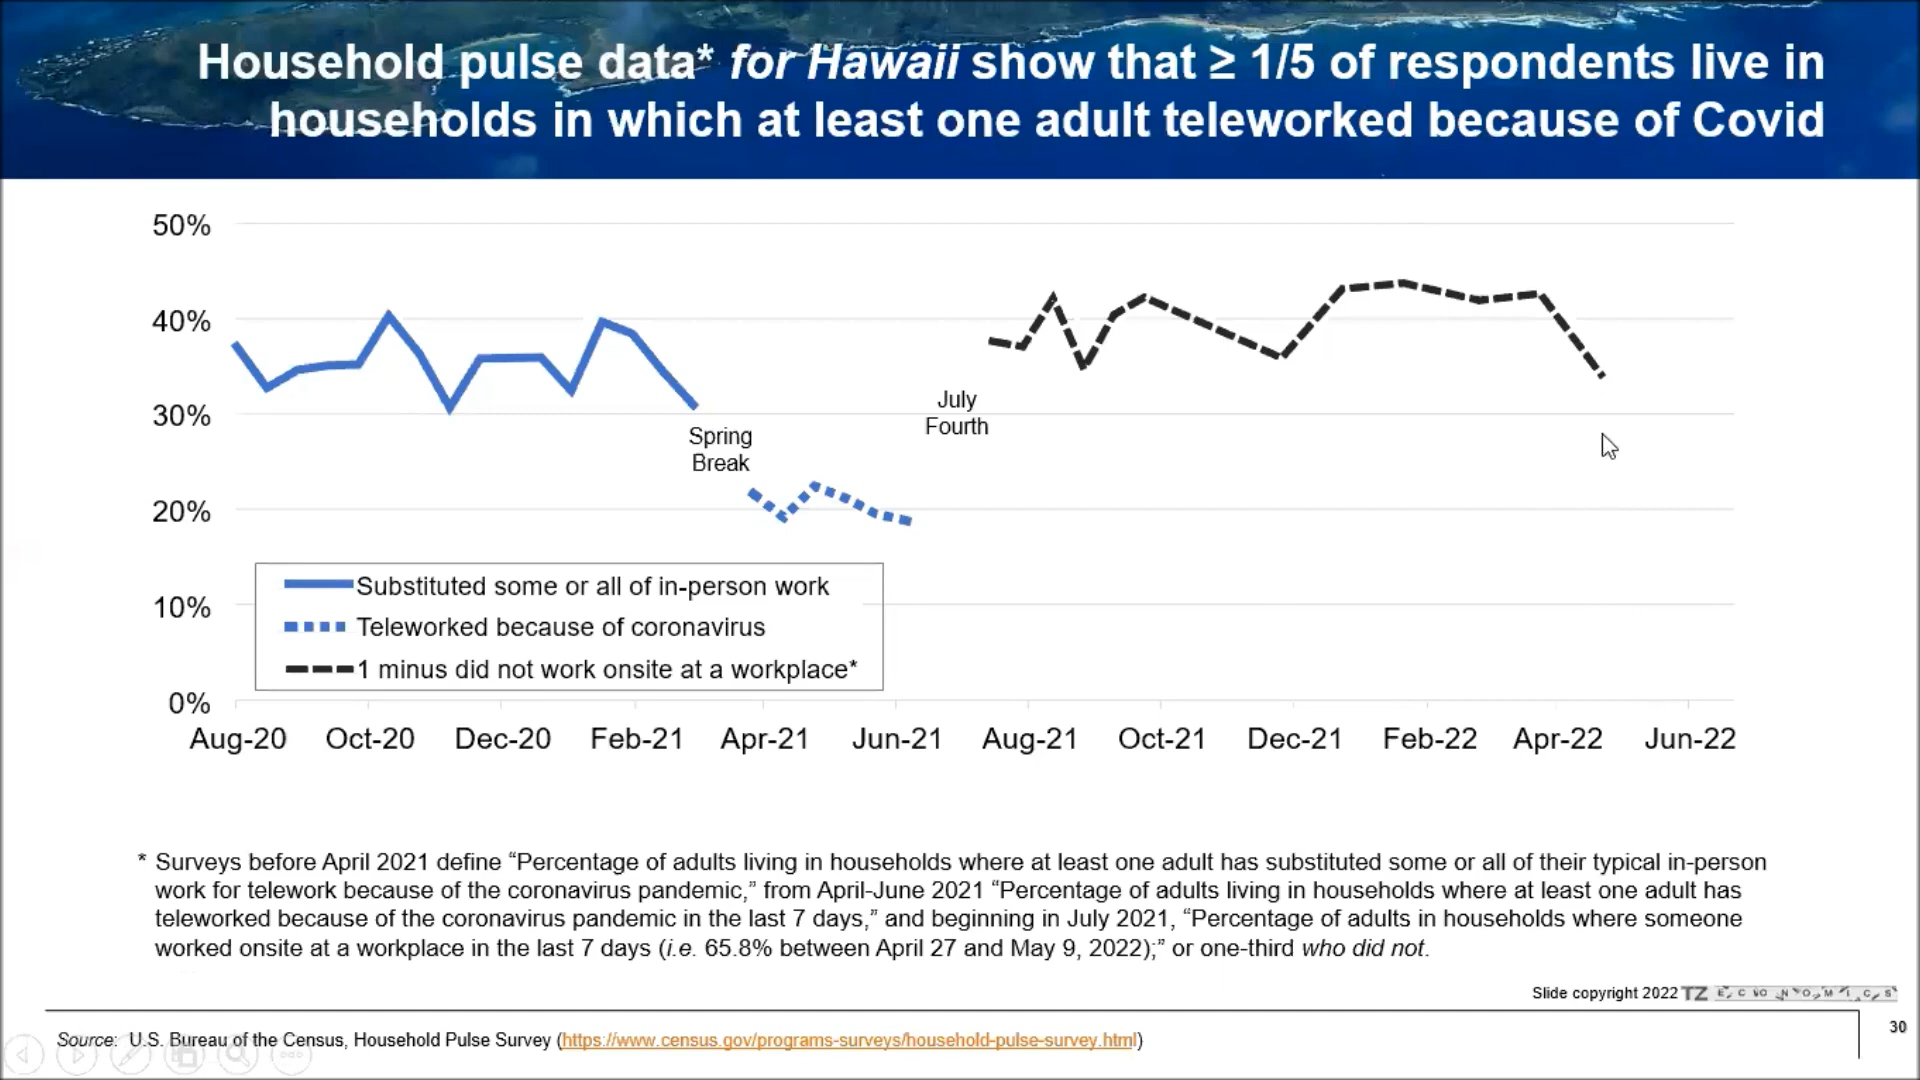 Household pulse data* for Hawaii show that ≥ 1/5 of respondents live in
households in which at least one adult teleworked because of Covid
50%
40%
30%
20%
10%
0%
Spring
Break
July
Fourth
Substituted some or all of in-person work
Teleworked because of coronavirus
1 minus did not work onsite at a workplace*
Aug-20 Oct-20 Dec-20 Feb-21 Apr-21 Jun-21 Aug-21 Oct-21 Dec-21 Feb-22 Apr-22 Jun-22
* Surveys before April 2021 define “Percentage of adults living in households where at least one adult has substituted some or all of their typical in-person
work for telework because of the coronavirus pandemic,” from April-June 2021 “Percentage of adults living in households where at least one adult has
teleworked because of the coronavirus pandemic in the last 7 days,” and beginning in July 2021, “Percentage of adults in households where someone
worked onsite at a workplace in the last 7 days (i.e. 65.8% between April 27 and May 9, 2022);” or one-third who did not.
Slide copyright 2022 TZ ECONOMICS
30
Source: U.S. Bureau of the Census, Household Pulse Survey (https://www.census.gov/programs-surveys/household-pulse-survey.html)